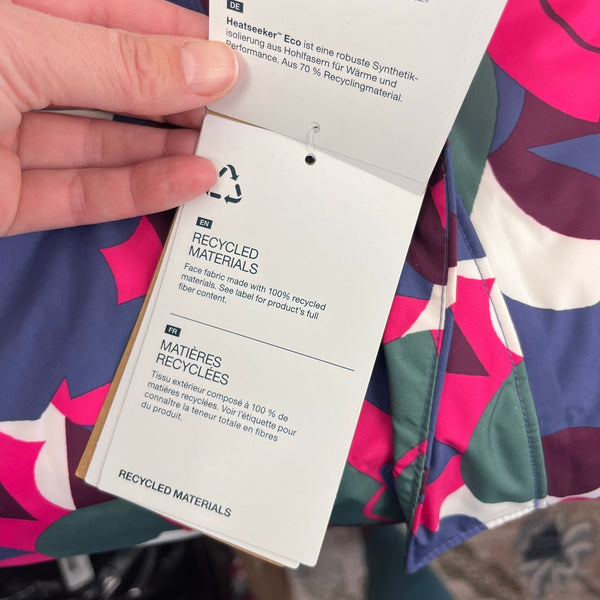 DE
Heatseeker™ Eco ist eine robuste Synthetik-
isolierung aus Hohlfasern für Wärme und
Performance. Aus 70 % Recyclingmaterial.
EN
RECYCLED
MATERIALS
Face fabric made with 100% recycled
materials. See label for product's full
fiber content.
FR
MATIÈRES
RECYCLÉES
Tissu extérieur composé à 100 % de
matières recyclées. Voir l'étiquette pour
connaître la teneur totale en fibres
du produit.
RECYCLED MATERIALS